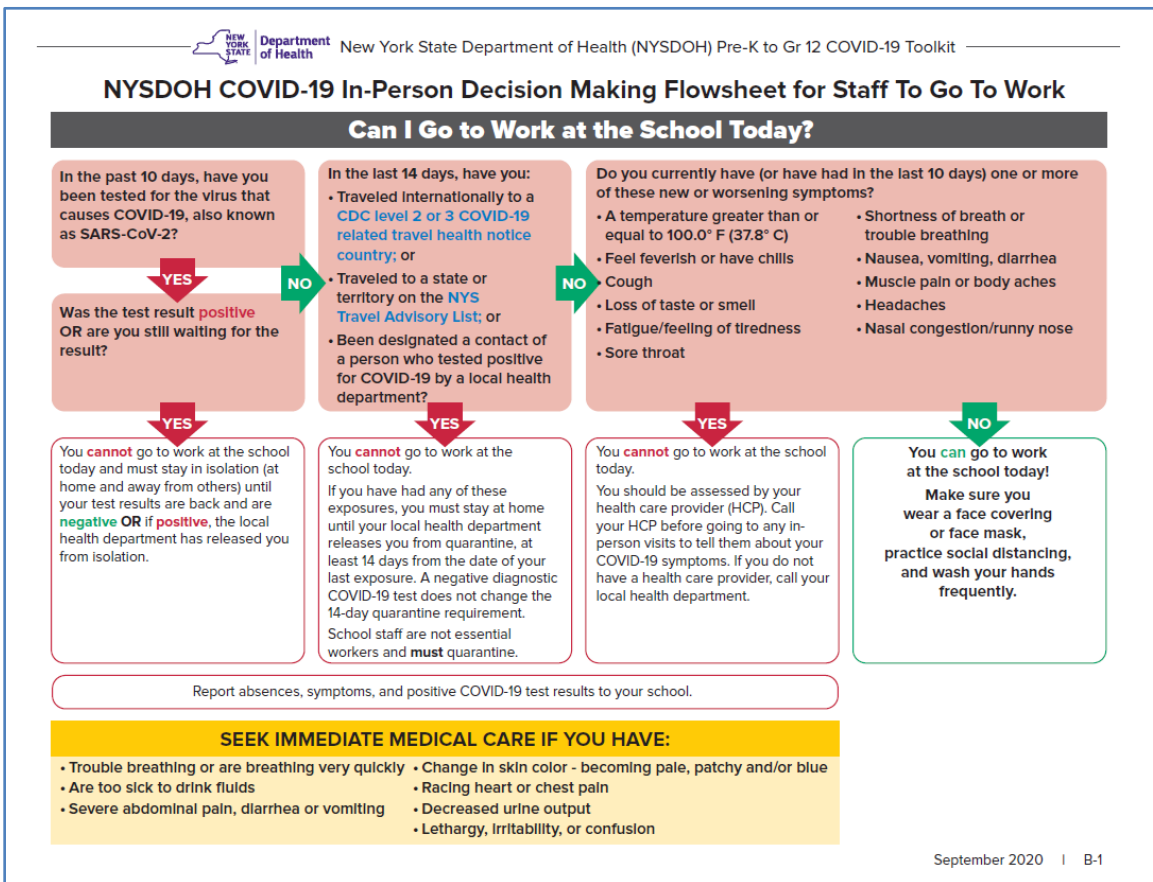 NEW
YORK
STATE
Department
of Health
New York State Department of Health (NYSDOH) Pre-K to Gr 12 COVID-19 Toolkit
NYSDOH COVID-19 In-Person Decision Making Flowsheet for Staff To Go To Work
Can I Go to Work at the School Today?
In the past 10 days, have you
been tested for the virus that
causes COVID-19, also known
as SARS-CoV-2?
YES
Was the test result positive
OR are you still waiting for the
result?
NO
In the last 14 days, have you:
• Traveled internationally to a
CDC level 2 or 3 COVID-19
related travel health notice
country; or
• Traveled to a state or
territory on the NYS
Travel Advisory List; or
• Been designated a contact of
a person who tested positive
for COVID-19 by a local health
department?
NO
Do you currently have (or have had in the last 10 days) one or more
of these new or worsening symptoms?
• A temperature greater than or
equal to 100.0° F (37.8° C)
• Feel feverish or have chills
• Cough
• Loss of taste or smell
• Fatigue/feeling of tiredness
• Sore throat
• Shortness of breath or
trouble breathing
• Nausea, vomiting, diarrhea
• Muscle pain or body aches
• Headaches
• Nasal congestion/runny nose
YES
You cannot go to work at the school
today and must stay in isolation (at
home and away from others) until
your test results are back and are
negative OR if positive, the local
health department has released you
from isolation.
YES
You cannot go to work at the
school today.
If you have had any of these
exposures, you must stay at home
until your local health department
releases you from quarantine, at
least 14 days from the date of your
last exposure. A negative diagnostic
COVID-19 test does not change the
14-day quarantine requirement.
School staff are not essential
workers and must quarantine.
YES
You cannot go to work at the school
today.
You should be assessed by your
health care provider (HCP). Call
your HCP before going to any in-
person visits to tell them about your
COVID-19 symptoms. If you do not
have a health care provider, call your
local health department.
NO
You can go to work
at the school today!
Make sure you
wear a face covering
or face mask,
practice social distancing,
and wash your hands
frequently.
Report absences, symptoms, and positive COVID-19 test results to your school.
SEEK IMMEDIATE MEDICAL CARE IF YOU HAVE:
• Trouble breathing or are breathing very quickly
• Are too sick to drink fluids
• Severe abdominal pain, diarrhea or vomiting
• Change in skin color - becoming pale, patchy and/or blue
• Racing heart or chest pain
• Decreased urine output
• Lethargy, irritability, or confusion
September 2020 | B-1